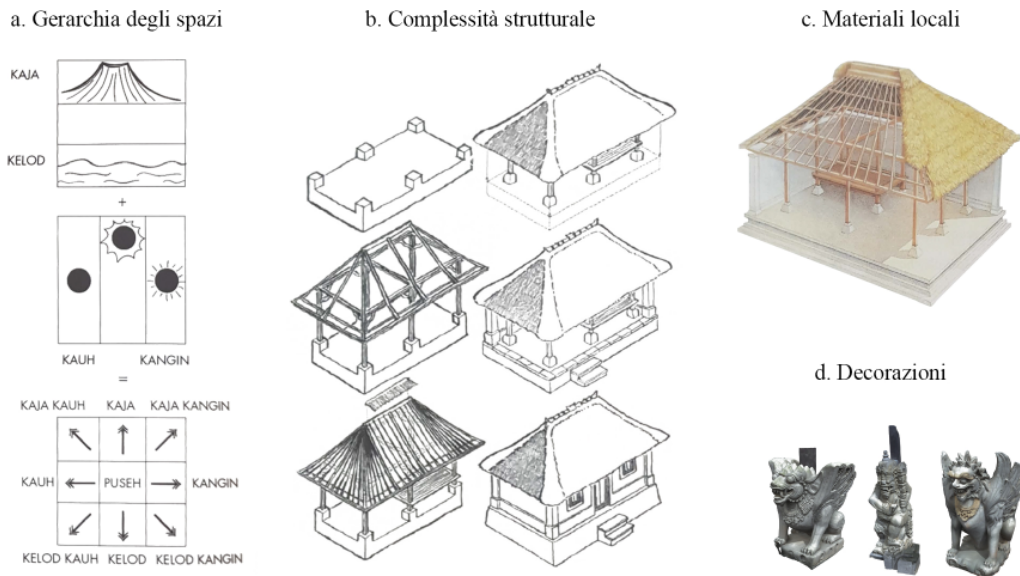 a. Gerarchia degli spazi
KAJA
KELOD
+
KAUH KANGIN
=
KAJA KAUH KAJA KAJA KANGIN
KAUH PUSEH KANGIN
KELOD KAUH KELOD KELOD KANGIN
b. Complessità strutturale
c. Materiali locali
d. Decorazioni